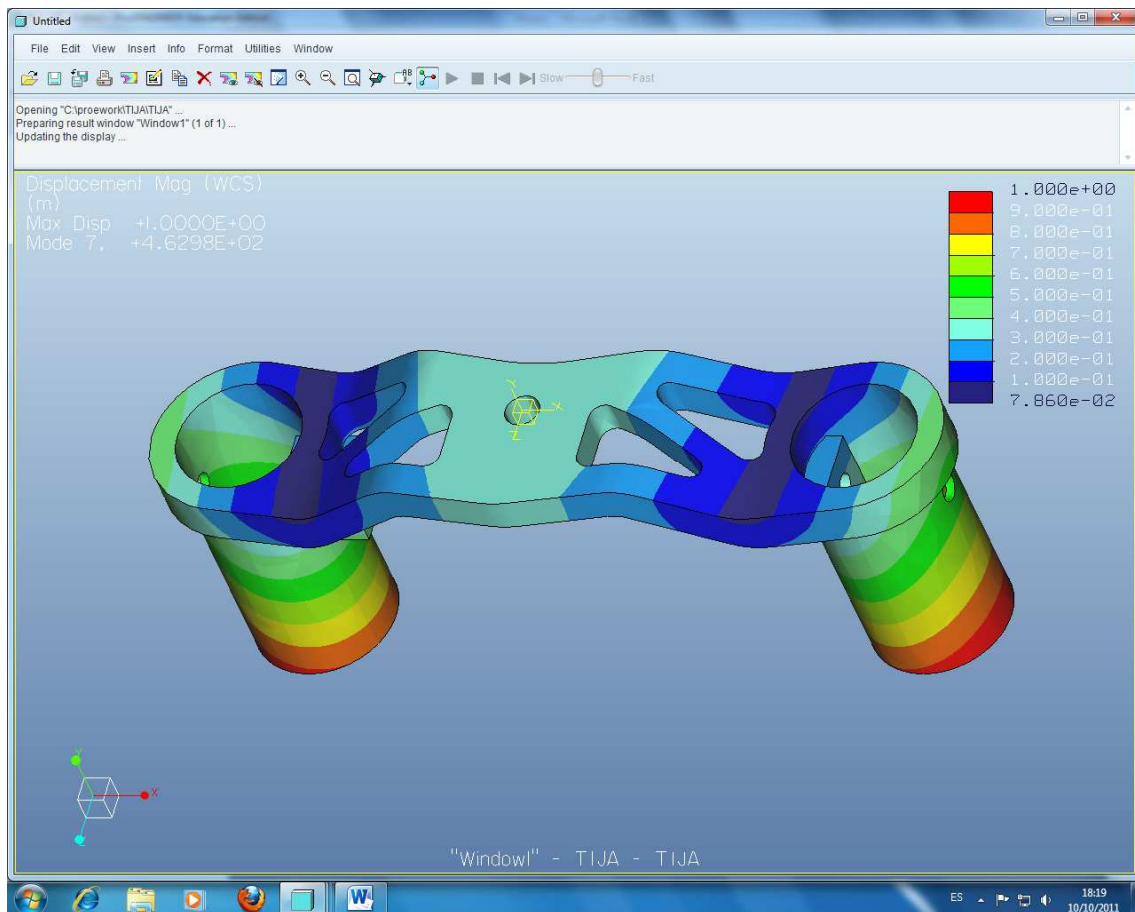 Untitled
File Edit View Insert Info Format Utilities Window
Slow Fast
Opening "C:\proework\TIJA\TIJA" ...
Preparing result window "Window1" (1 of 1) ...
Updating the display ...
Displacement Mag (WCS)
(m)
Max Disp +1.0000E+00
Mode 7, +4.6298E+02
1.000e+00
9.000e-01
8.000e-01
7.000e-01
6.000e-01
5.000e-01
4.000e-01
3.000e-01
2.000e-01
1.000e-01
7.860e-02
Y
X
Z
Y
X
Z
"Window1" - TIJA - TIJA
ES
18:19
10/10/2011